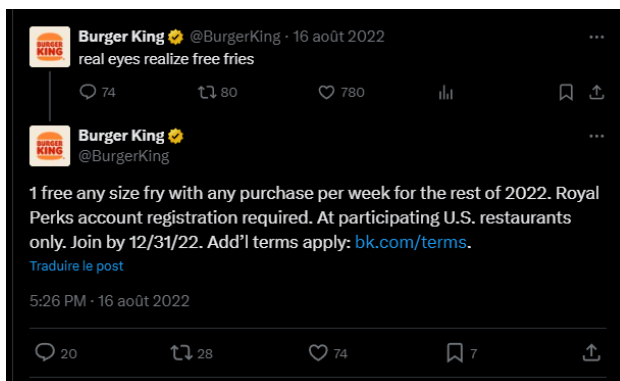 BURGER KING
Burger King @BurgerKing · 16 août 2022 ...
real eyes realize free fries
74 80 780
BURGER KING
Burger King ...
@BurgerKing
1 free any size fry with any purchase per week for the rest of 2022. Royal
Perks account registration required. At participating U.S. restaurants
only. Join by 12/31/22. Add'l terms apply: bk.com/terms.
Traduire le post
5:26 PM · 16 août 2022
20 28 74 7